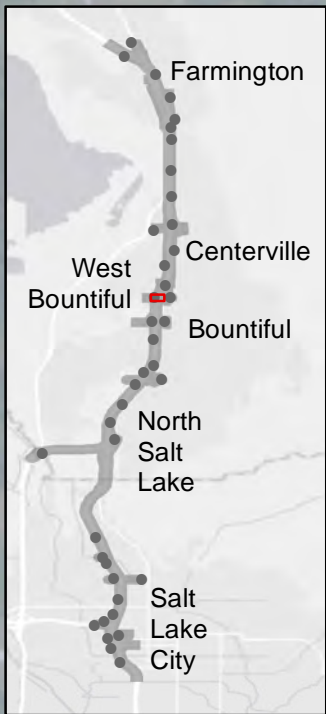 Farmington
Centerville
West
Bountiful
Bountiful
North
Salt
Lake
Salt
Lake
City